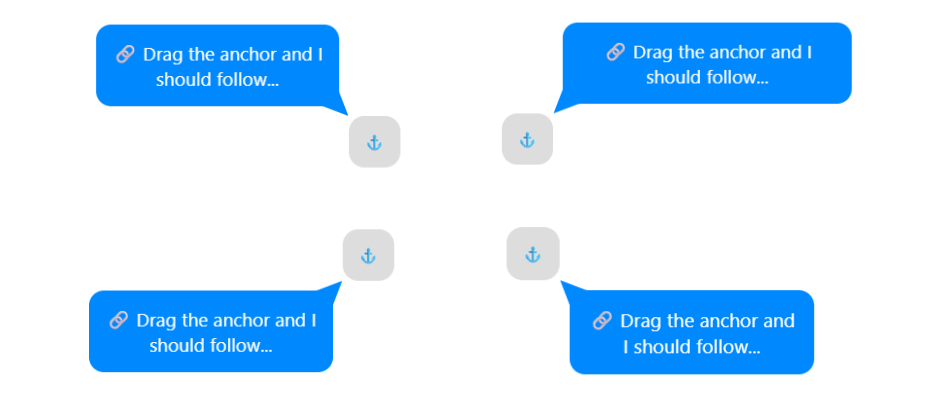 🔗 Drag the anchor and I
should follow...
🔗 Drag the anchor and I
should follow...
⚓
⚓
⚓
⚓
🔗 Drag the anchor and I
should follow...
🔗 Drag the anchor and
I should follow...